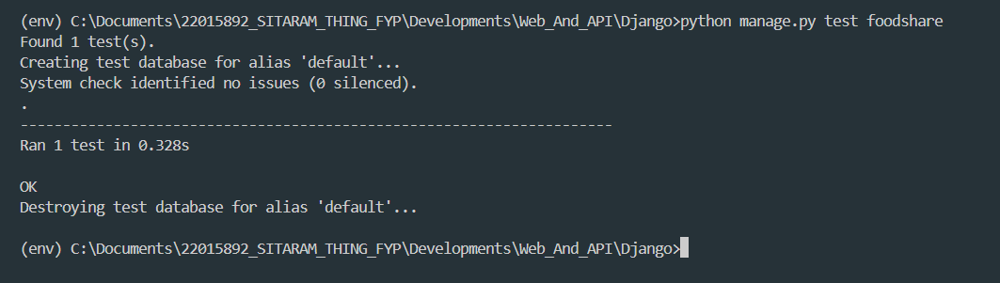 (env) C:\Documents\22015892_SITARAM_THING_FYP\Developments\Web_And_API\Django>python manage.py test foodshare
Found 1 test(s).
Creating test database for alias 'default'...
System check identified no issues (0 silenced).
.
----------------------------------------------------------------------
Ran 1 test in 0.328s

OK
Destroying test database for alias 'default'...

(env) C:\Documents\22015892_SITARAM_THING_FYP\Developments\Web_And_API\Django>